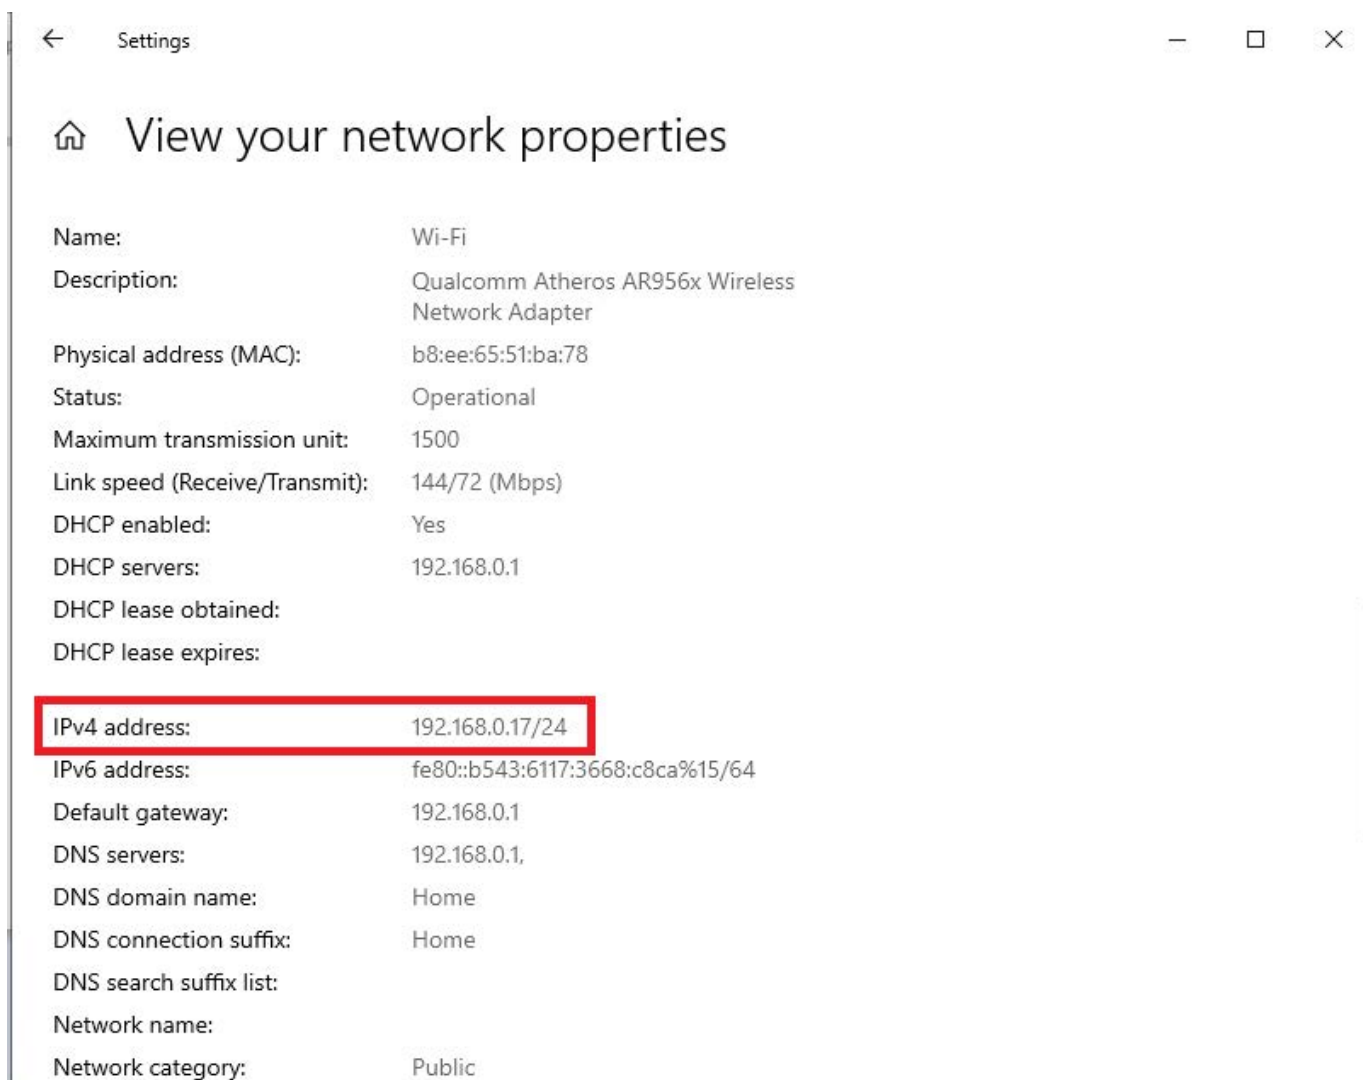 Settings
View your network properties
Name: Wi-Fi
Description: Qualcomm Atheros AR956x Wireless
Network Adapter
Physical address (MAC): b8:ee:65:51:ba:78
Status: Operational
Maximum transmission unit: 1500
Link speed (Receive/Transmit): 144/72 (Mbps)
DHCP enabled: Yes
DHCP servers: 192.168.0.1
DHCP lease obtained:
DHCP lease expires:
IPv4 address: 192.168.0.17/24
IPv6 address: fe80::b543:6117:3668:c8ca%15/64
Default gateway: 192.168.0.1
DNS servers: 192.168.0.1,
DNS domain name: Home
DNS connection suffix: Home
DNS search suffix list:
Network name:
Network category: Public